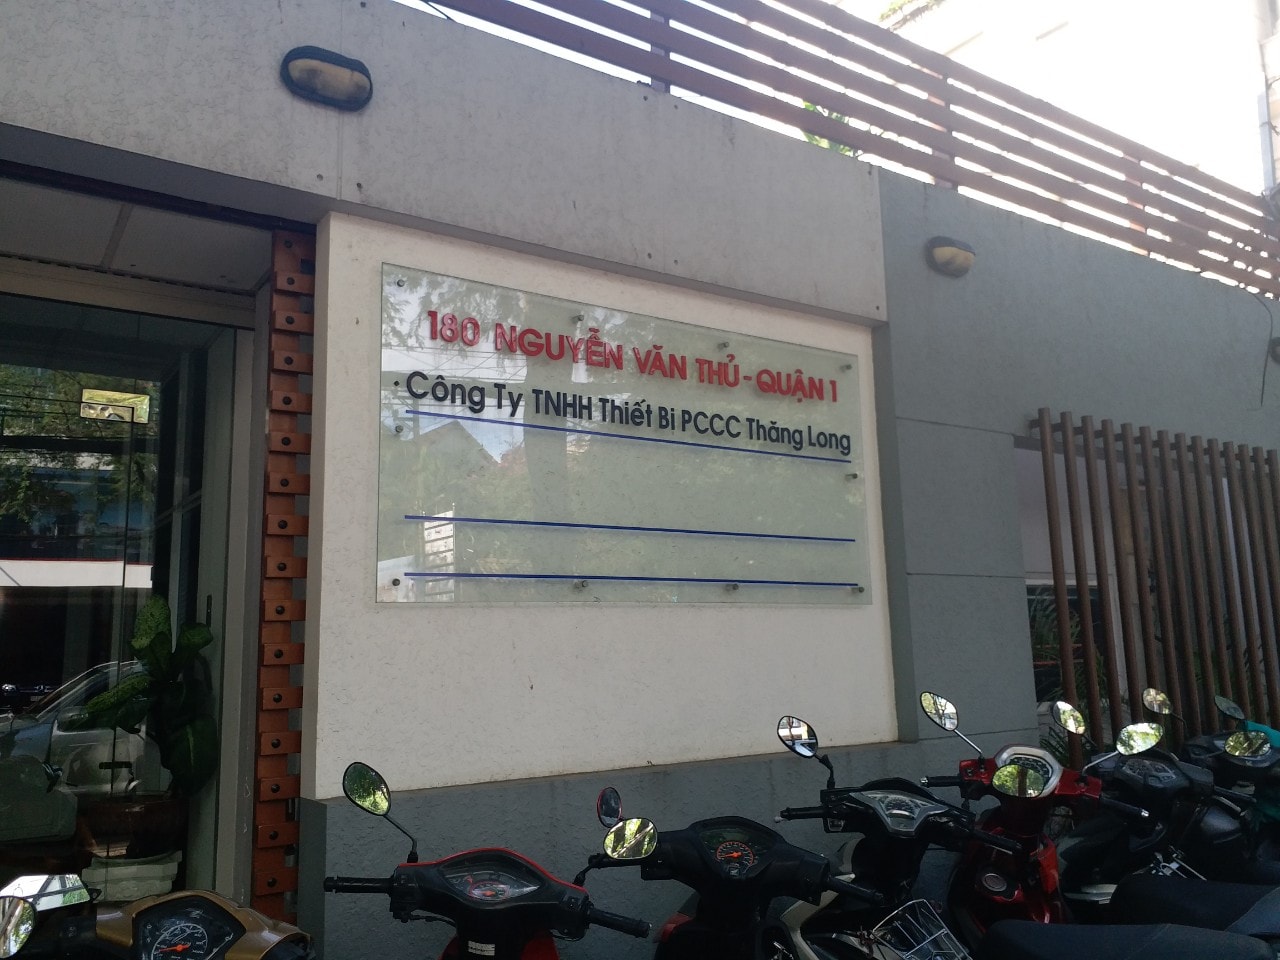 180 NGUYỄN VĂN THỦ - QUẬN 1
Công Ty TNHH Thiết Bị PCCC Thăng Long